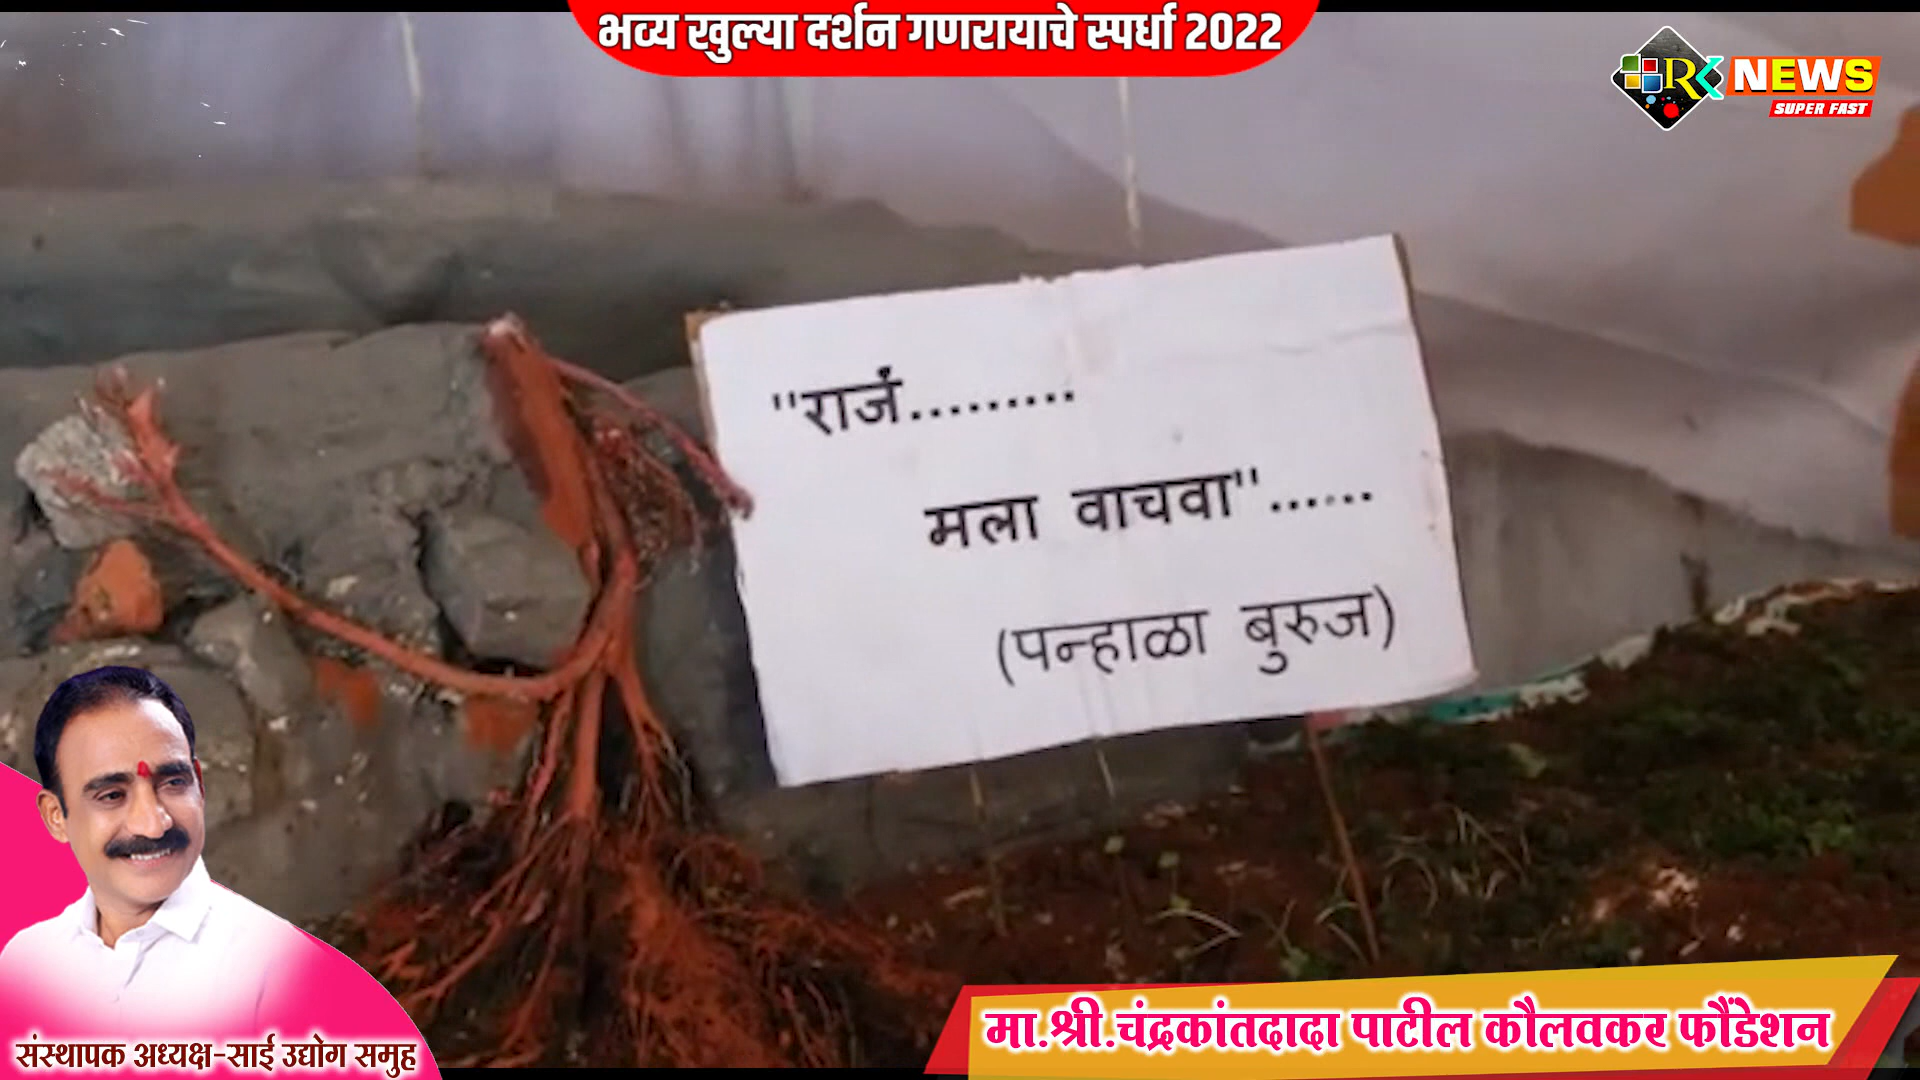 भव्य खुल्या दर्शन गणरायाचे स्पर्धा 2022
RK NEWS
SUPER FAST
"राजं.........
मला वाचवा"......
(पन्हाळा बुरुज)
मा.श्री.चंद्रकांतदादा पाटील कौलवकर फौंडेशन
संस्थापक अध्यक्ष-साई उद्योग समुह